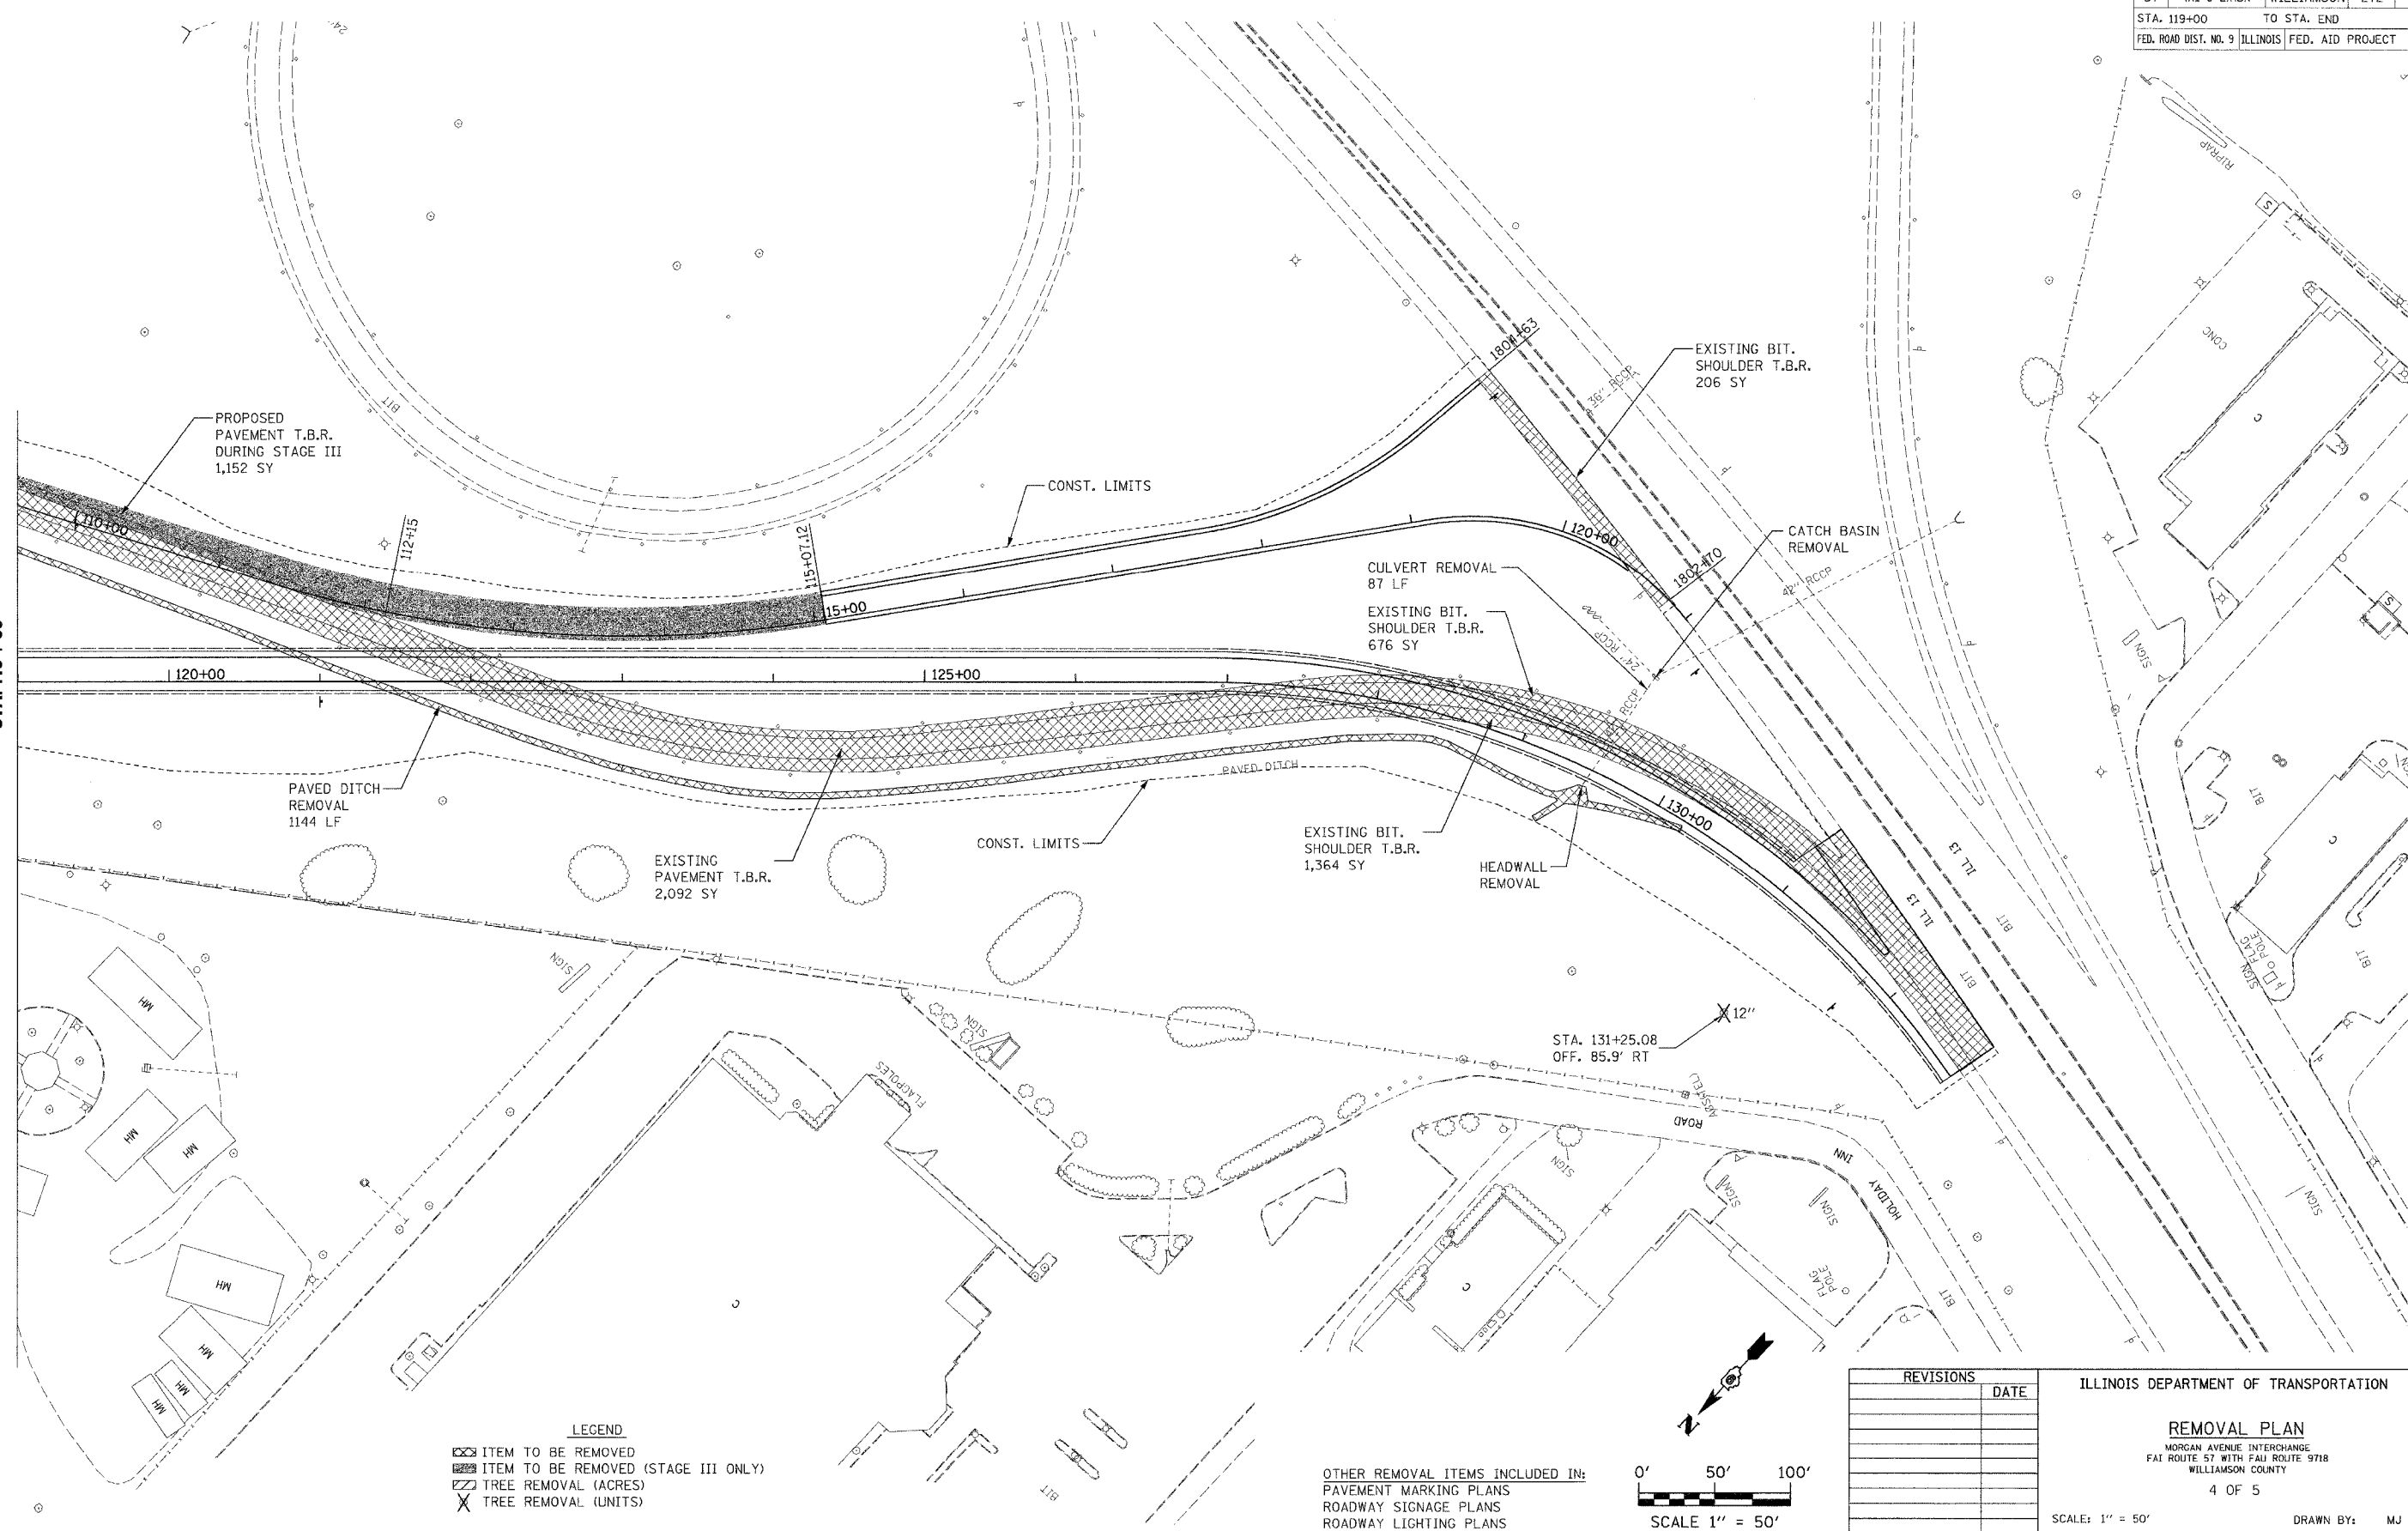 STA. 119+00 TO STA. END
FED. ROAD DIST. NO. 9 ILLINOIS FED. AID PROJECT
24"
RIPRAP
S
CONC
C
1804+63
EXISTING BIT.
SHOULDER T.B.R.
206 SY
36" RCCP
BIT
PROPOSED
PAVEMENT T.B.R.
DURING STAGE III
1,152 SY
CONST. LIMITS
110+00
112+15
115+07.12
115+00
120+00
1802+70
CATCH BASIN
REMOVAL
42" RCCP
CULVERT REMOVAL
87 LF
EXISTING BIT.
SHOULDER T.B.R.
676 SY
24" RCCP
RCCP
S
SIGN
120+00
125+00
130+00
PAVED DITCH
REMOVAL
1144 LF
PAVED DITCH
CONST. LIMITS
EXISTING
PAVEMENT T.B.R.
2,092 SY
EXISTING BIT.
SHOULDER T.B.R.
1,364 SY
HEADWALL
REMOVAL
ILL 13
ILL 13
BIT
BIT
BIT
C
BIT
SIGN
FLAG
POLE
SIGN
SIGN
FLAGPOLES
STA. 131+25.08
OFF. 85.9' RT
12"
ABS(TEL)
ROAD
INN
HOLIDAY
SIGN
SIGN
SIGN
FLAG
POLE
BIT
SIGN
MH
MH
MH
MH
MH
MH
MH
C
C
BIT
LEGEND
ITEM TO BE REMOVED
ITEM TO BE REMOVED (STAGE III ONLY)
TREE REMOVAL (ACRES)
TREE REMOVAL (UNITS)
OTHER REMOVAL ITEMS INCLUDED IN:
PAVEMENT MARKING PLANS
ROADWAY SIGNAGE PLANS
ROADWAY LIGHTING PLANS
N
0' 50' 100'
SCALE 1" = 50'
REVISIONS
DATE
ILLINOIS DEPARTMENT OF TRANSPORTATION
REMOVAL PLAN
MORGAN AVENUE INTERCHANGE
FAI ROUTE 57 WITH FAU ROUTE 9718
WILLIAMSON COUNTY
4 OF 5
SCALE: 1" = 50' DRAWN BY: MJ